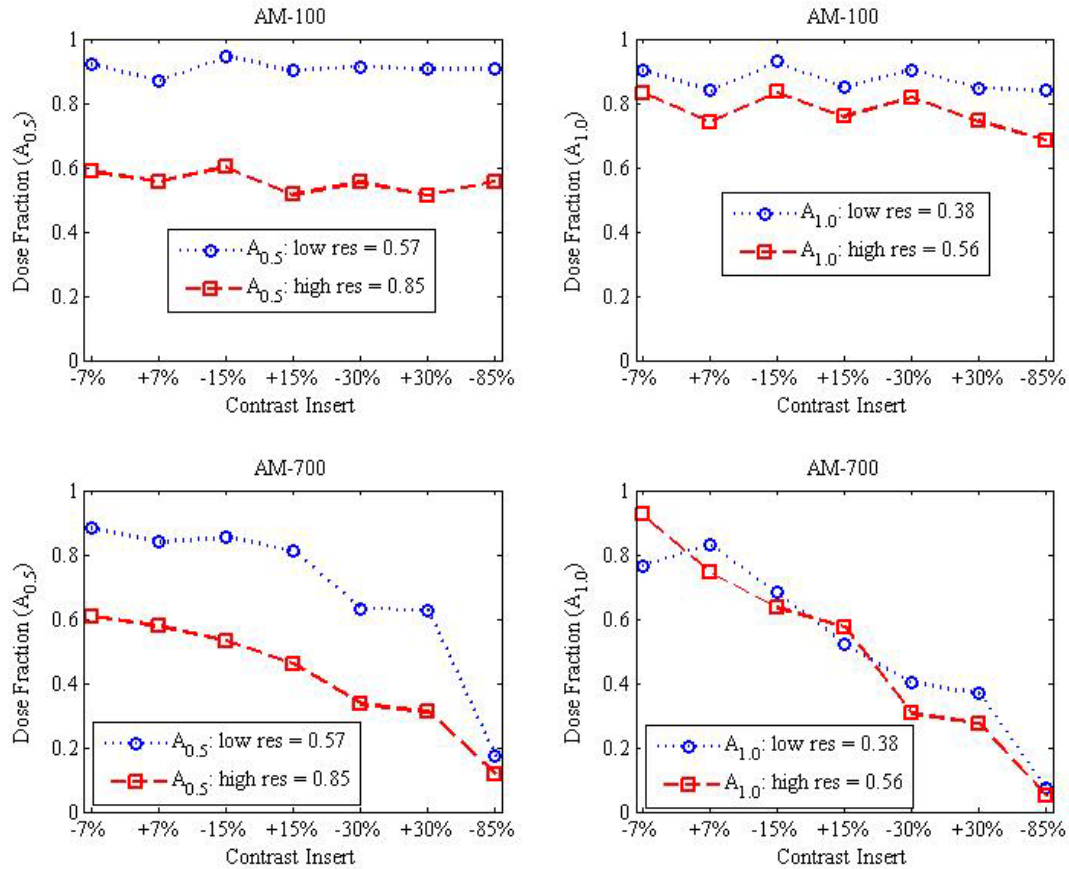 AM-100
Dose Fraction (A0.5)
1
0.8
0.6
0.4
0.2
0
A0.5: low res = 0.57
A0.5: high res = 0.85
-7% +7% -15% +15% -30% +30% -85%
Contrast Insert
AM-100
Dose Fraction (A1.0)
1
0.8
0.6
0.4
0.2
0
A1.0: low res = 0.38
A1.0: high res = 0.56
-7% +7% -15% +15% -30% +30% -85%
Contrast Insert
AM-700
Dose Fraction (A0.5)
1
0.8
0.6
0.4
0.2
0
A0.5: low res = 0.57
A0.5: high res = 0.85
-7% +7% -15% +15% -30% +30% -85%
Contrast Insert
AM-700
Dose Fraction (A1.0)
1
0.8
0.6
0.4
0.2
0
A1.0: low res = 0.38
A1.0: high res = 0.56
-7% +7% -15% +15% -30% +30% -85%
Contrast Insert